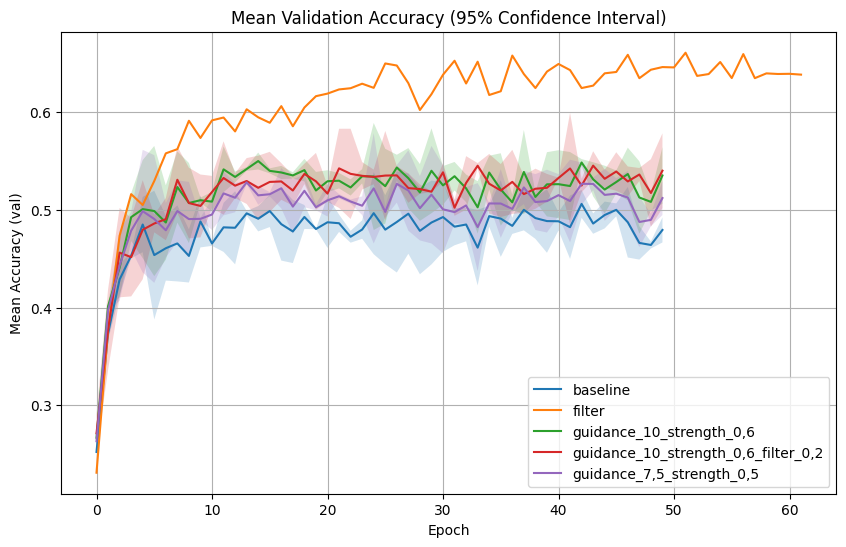 Mean Validation Accuracy (95% Confidence Interval)
Mean Accuracy (val)
0.6
0.5
0.4
0.3
0
10
20
30
40
50
60
Epoch
baseline
filter
guidance_10_strength_0,6
guidance_10_strength_0,6_filter_0,2
guidance_7,5_strength_0,5